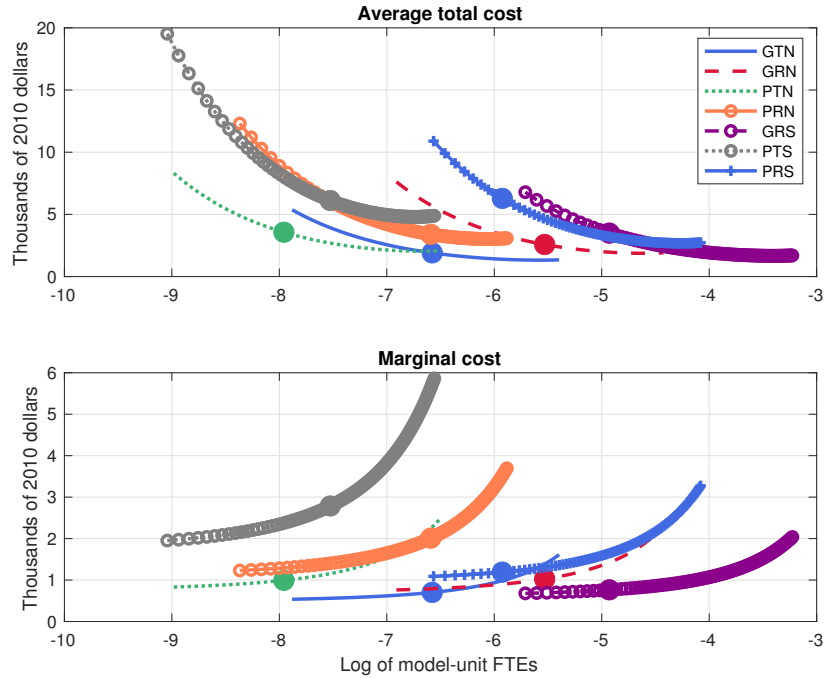 Average total cost
Thousands of 2010 dollars
20
15
10
5
0
-10 -9 -8 -7 -6 -5 -4 -3
GTN
GRN
PTN
PRN
GRS
PTS
PRS
Marginal cost
Thousands of 2010 dollars
6
5
4
3
2
1
0
-10 -9 -8 -7 -6 -5 -4 -3
Log of model-unit FTEs